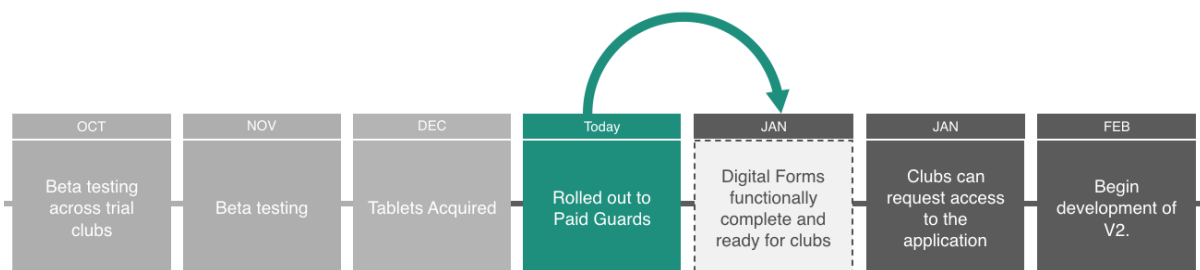 OCT
NOV
DEC
Today
JAN
JAN
FEB
Beta testing
across trial
clubs
Beta testing
Tablets Acquired
Rolled out to
Paid Guards
Digital Forms
functionally
complete and
ready for clubs
Clubs can
request access
to the
application
Begin
development of
V2.